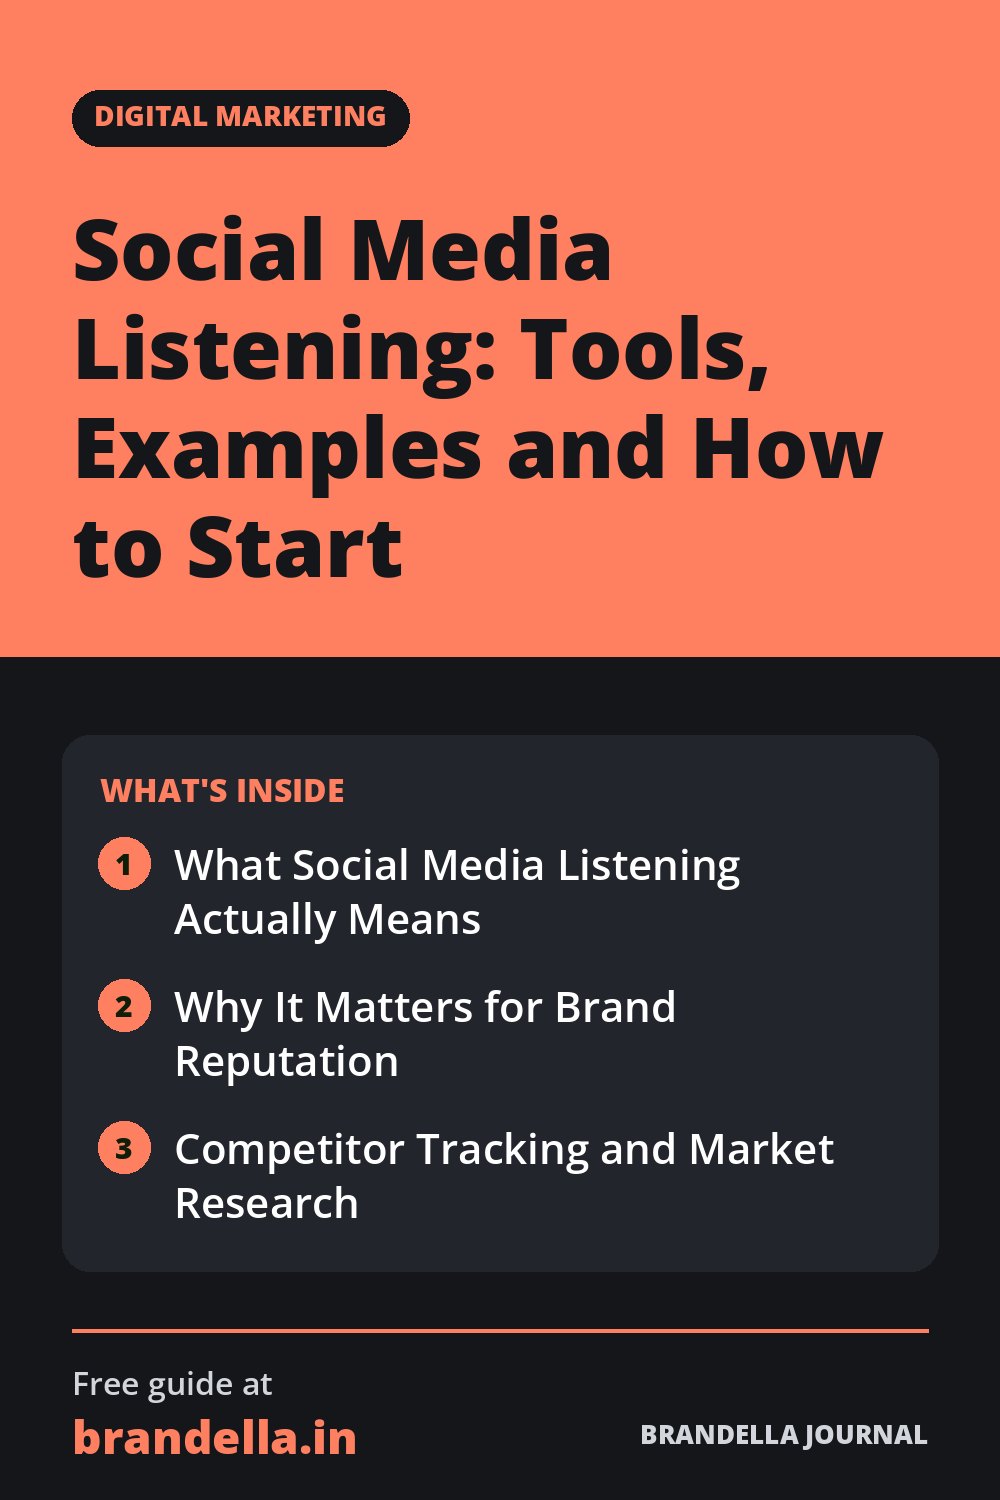 DIGITAL MARKETING
Social Media
Listening: Tools,
Examples and How
to Start
WHAT'S INSIDE
1 What Social Media Listening
Actually Means
2 Why It Matters for Brand
Reputation
3 Competitor Tracking and Market
Research
Free guide at
brandella.in
BRANDELLA JOURNAL